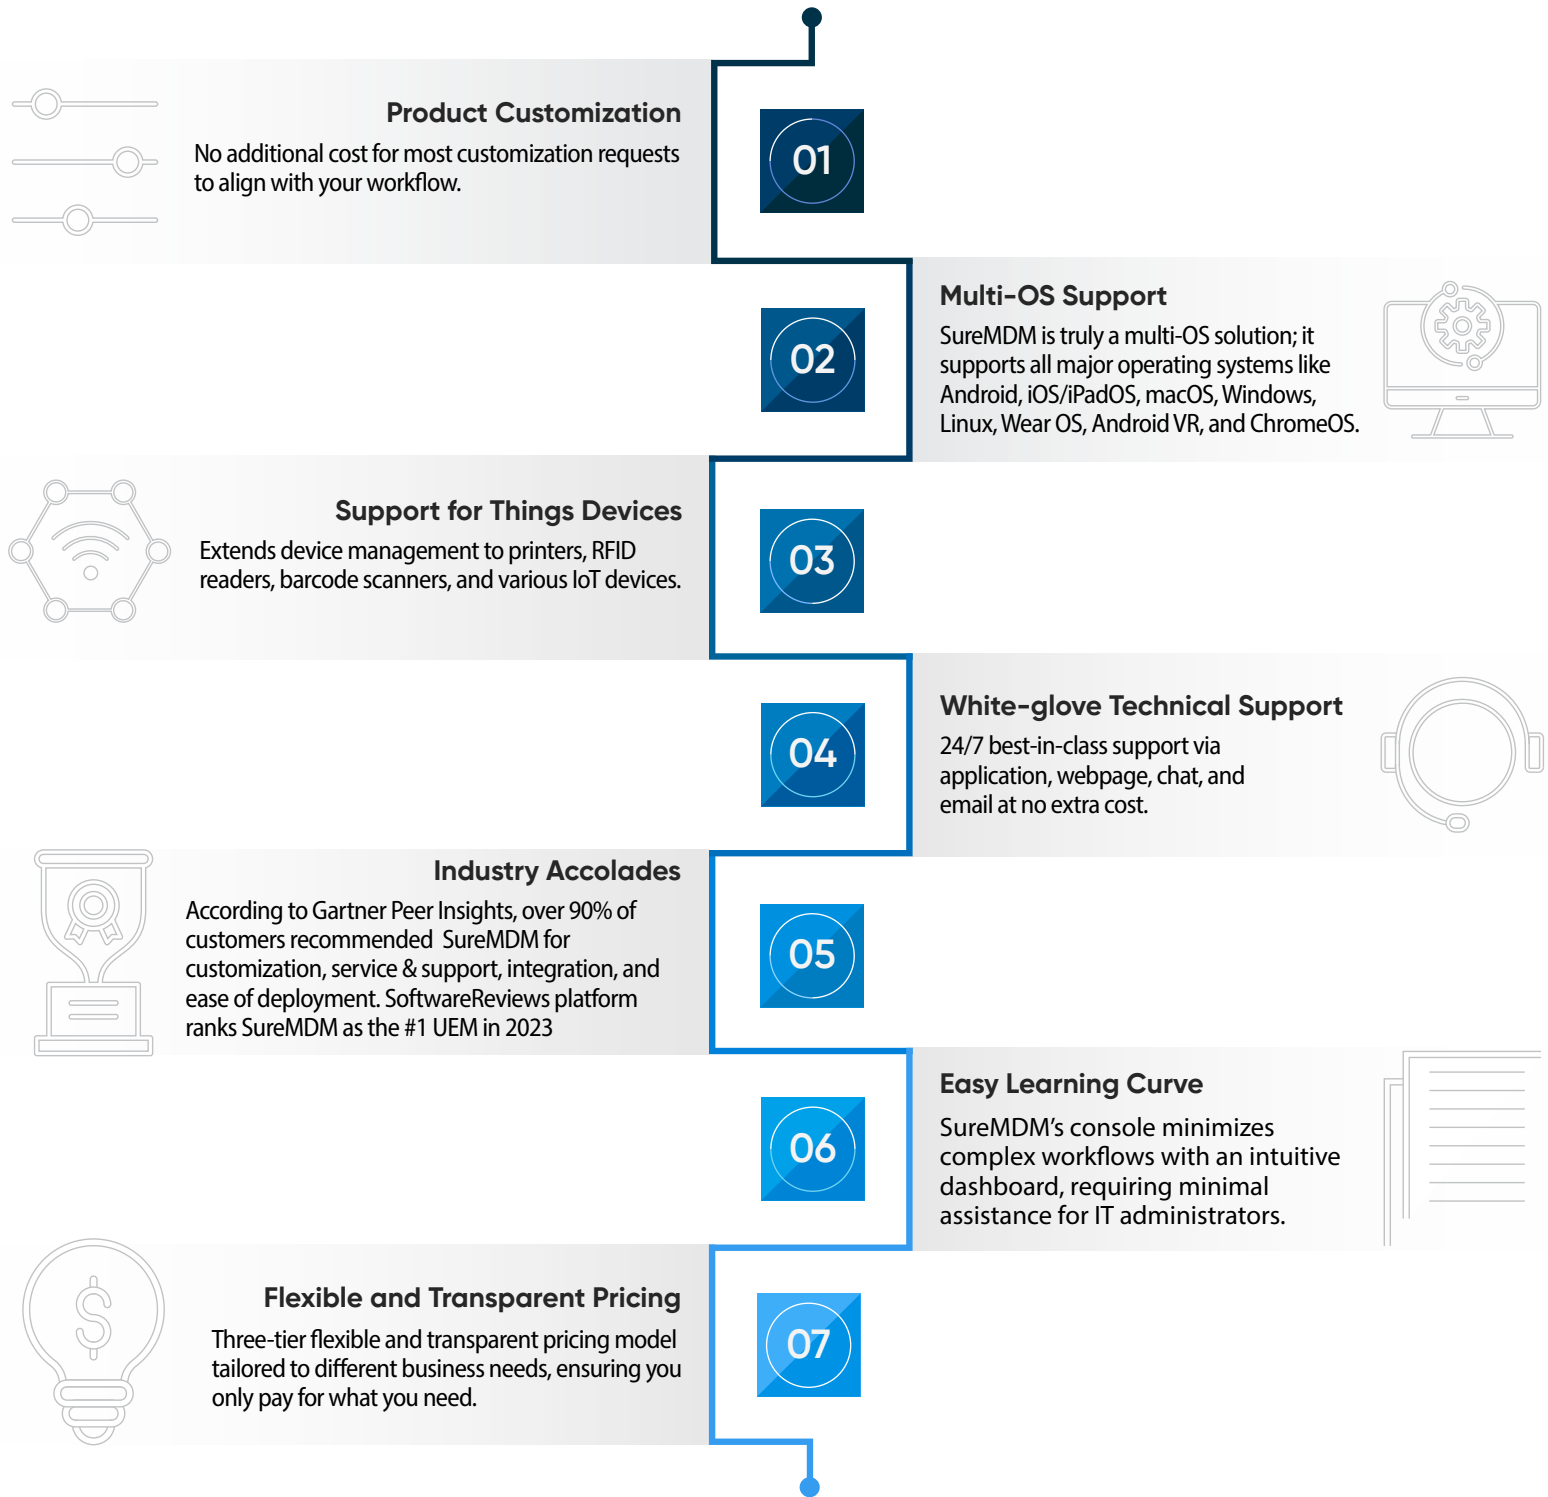 Product Customization
No additional cost for most customization requests
to align with your workflow.
01
Multi-OS Support
SureMDM is truly a multi-OS solution; it
supports all major operating systems like
Android, iOS/iPadOS, macOS, Windows,
Linux, Wear OS, Android VR, and ChromeOS.
02
Support for Things Devices
Extends device management to printers, RFID
readers, barcode scanners, and various IoT devices.
03
White-glove Technical Support
24/7 best-in-class support via
application, webpage, chat, and
email at no extra cost.
04
Industry Accolades
According to Gartner Peer Insights, over 90% of
customers recommended  SureMDM for
customization, service & support, integration, and
ease of deployment. SoftwareReviews platform
ranks SureMDM as the #1 UEM in 2023
05
Easy Learning Curve
SureMDM’s console minimizes
complex workflows with an intuitive
dashboard, requiring minimal
assistance for IT administrators.
06
Flexible and Transparent Pricing
Three-tier flexible and transparent pricing model
tailored to different business needs, ensuring you
only pay for what you need.
07
$